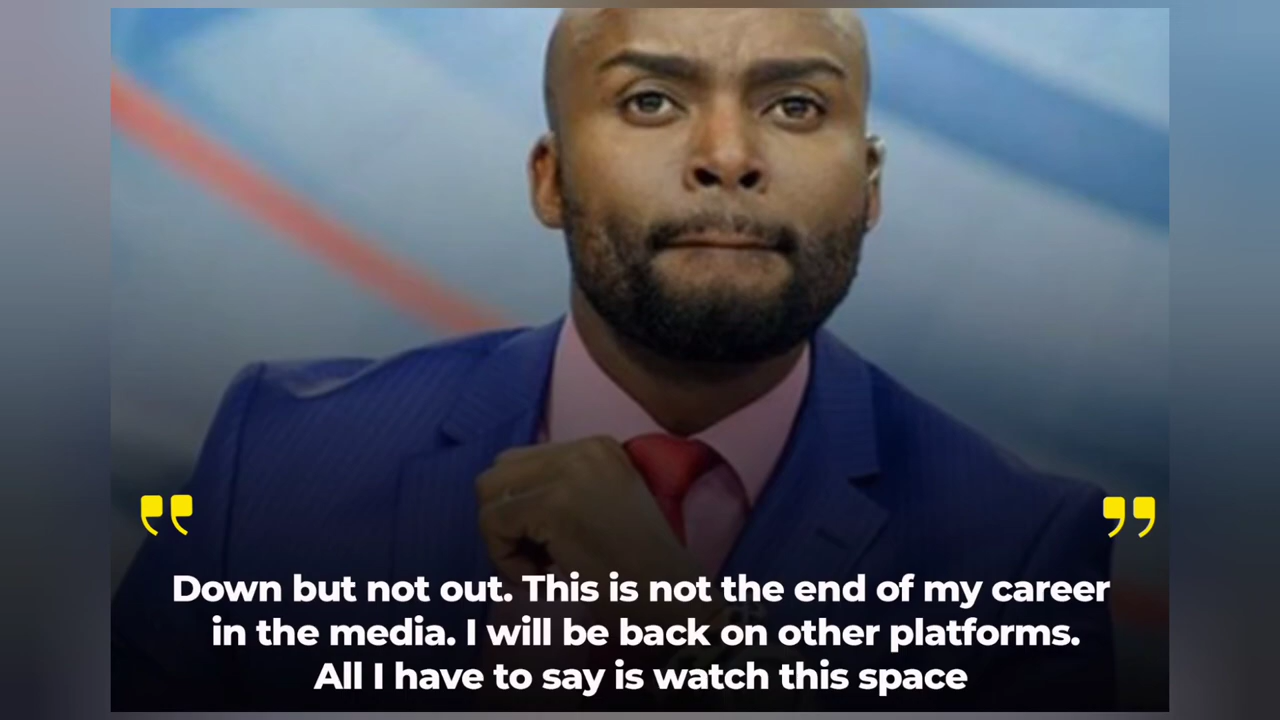 Down but not out. This is not the end of my career
in the media. I will be back on other platforms.
All I have to say is watch this space